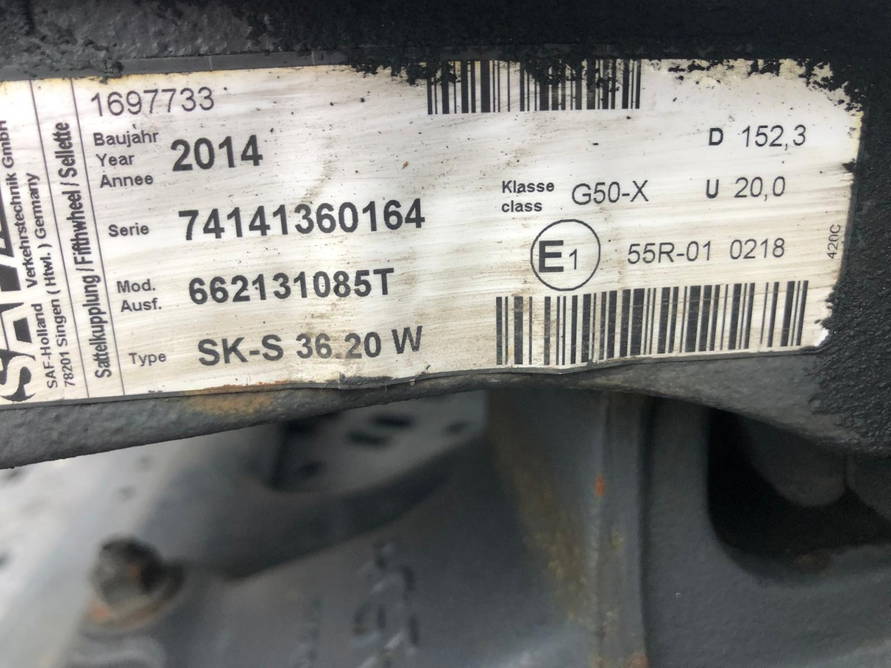 SAF-Holland Verkehrstechnik GmbH
78201 Singen ( Htwl. ) Germany
Sattelkupplung / Fifthwheel / Sellette
1697733
Baujahr
Year
Annee
2014
Serie 74141360164
Mod.
Ausf.
662131085T
Type SK-S 36.20 W
D 152,3
Klasse
class
G50-X U 20,0
E1 55R-01 0218
420C